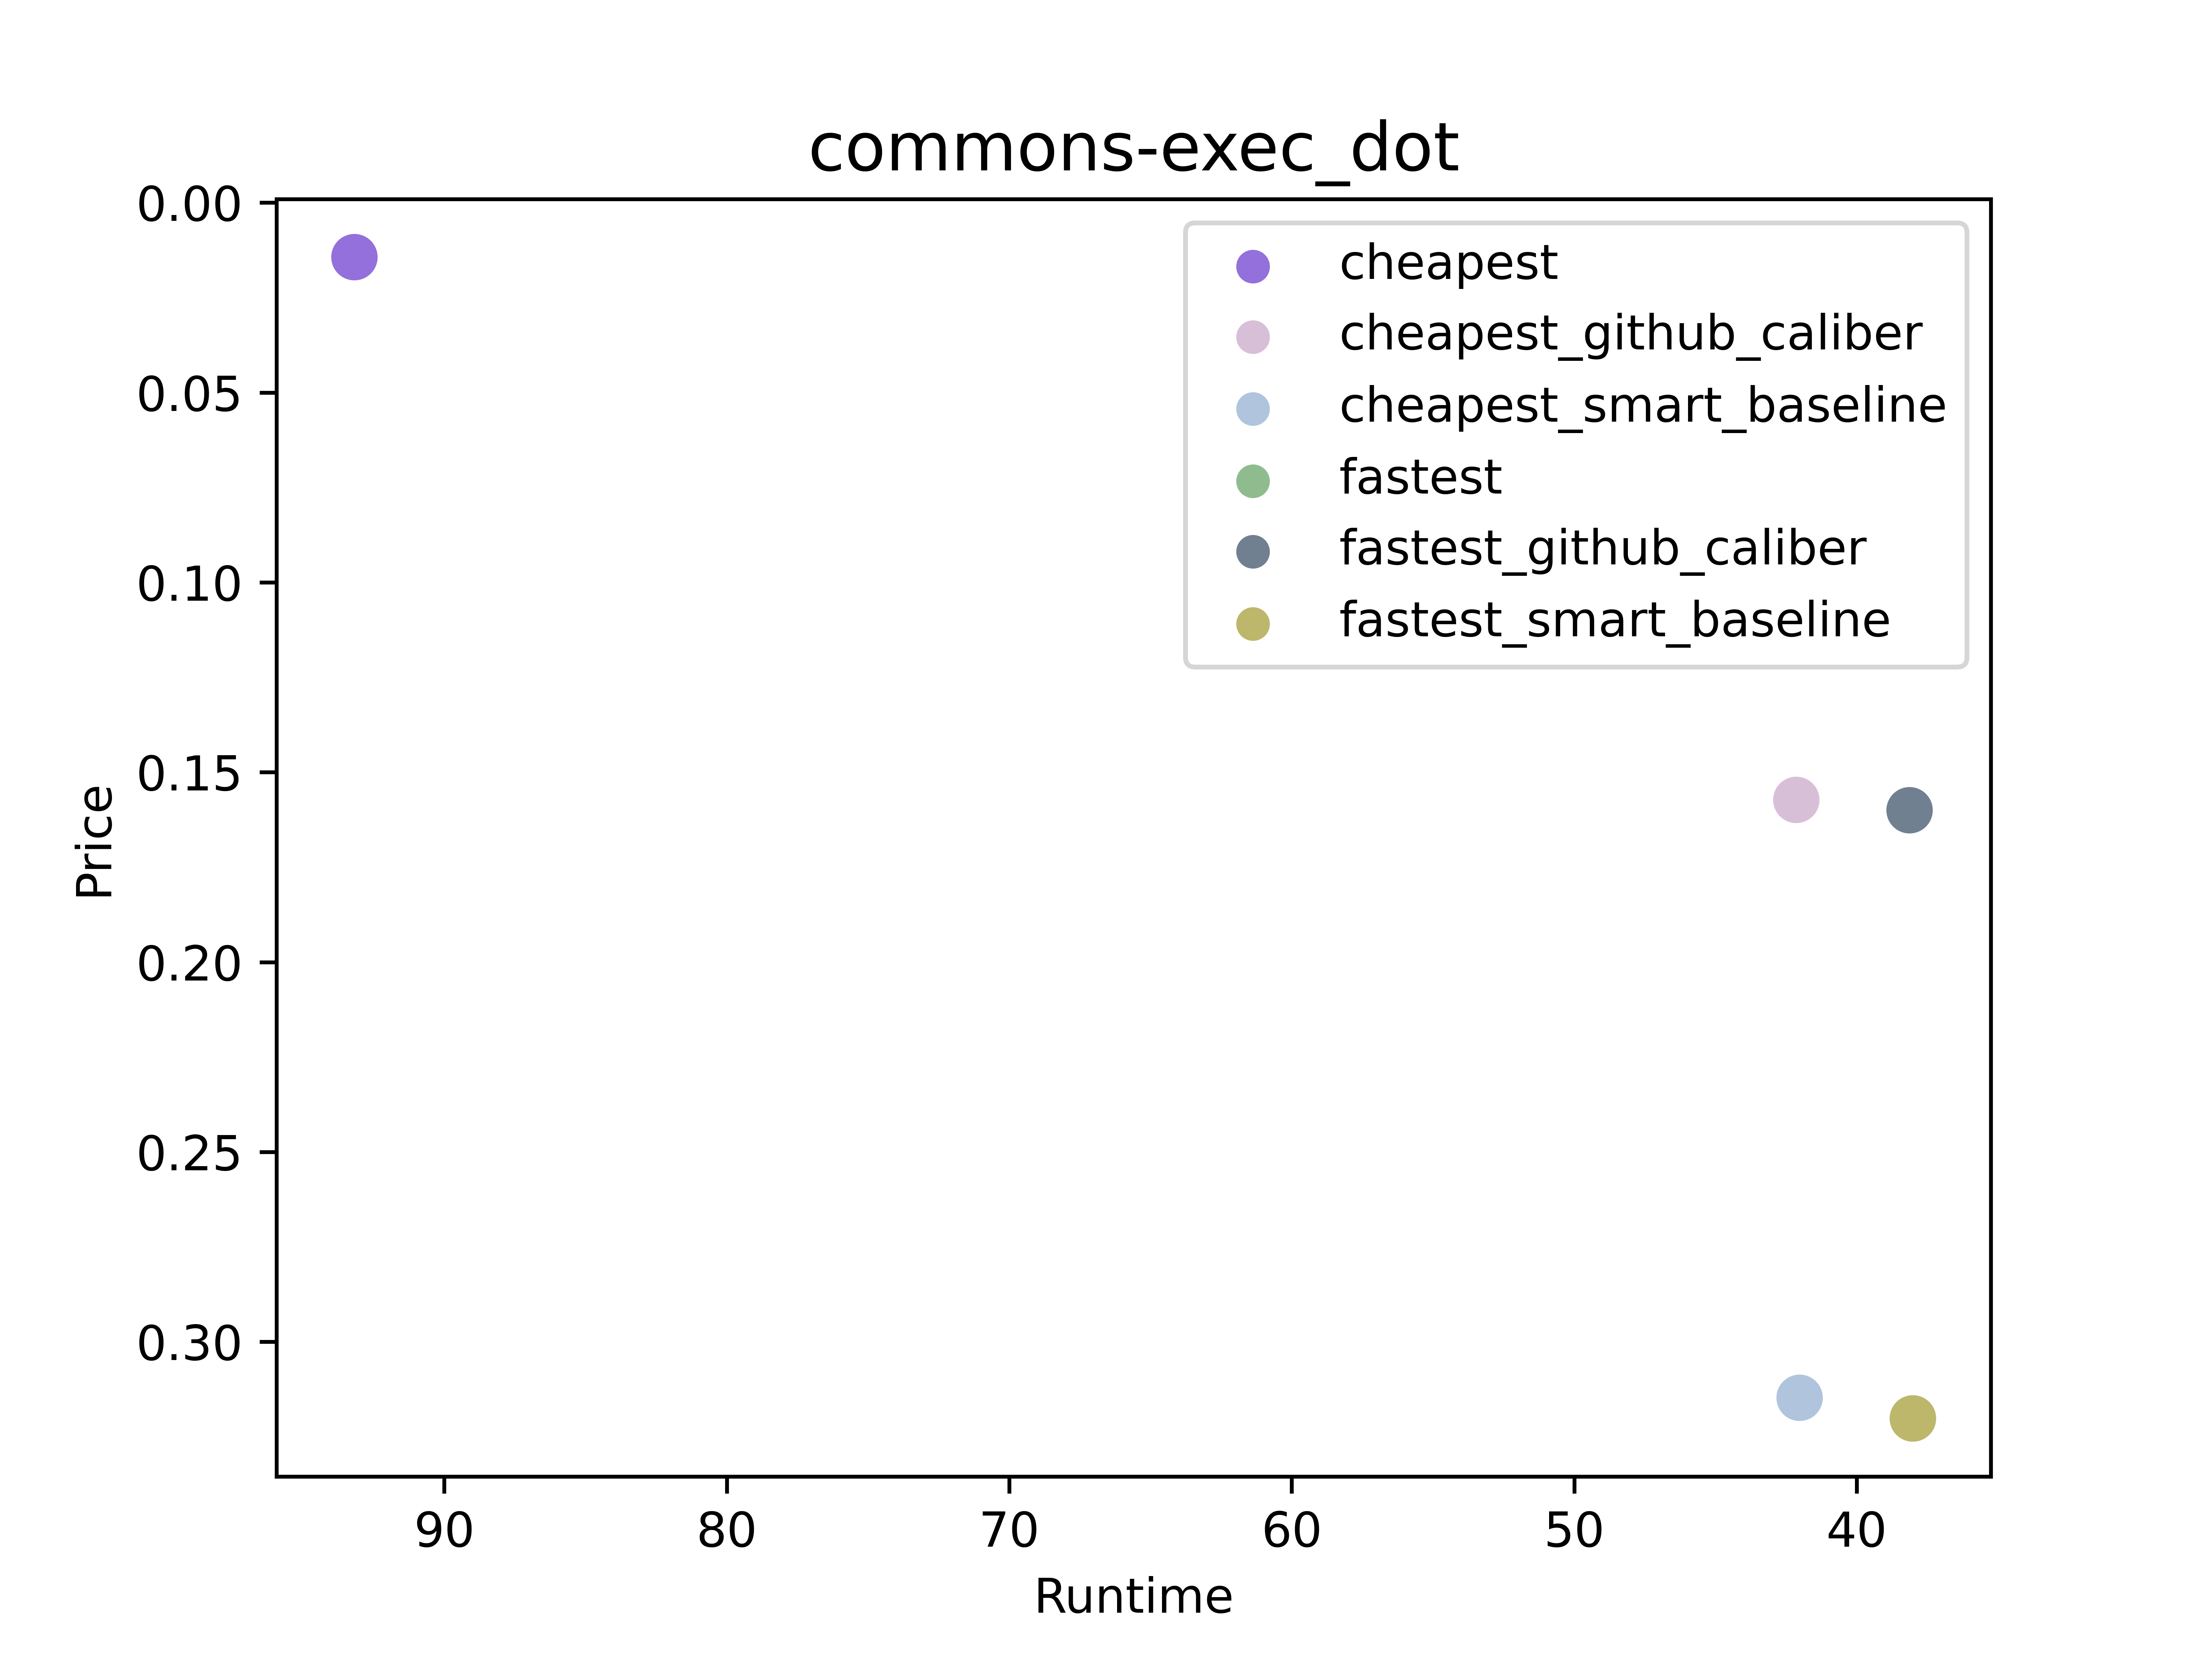 commons-exec_dot
0.00
0.05
0.10
0.15
0.20
0.25
0.30
Price
cheapest
cheapest_github_caliber
cheapest_smart_baseline
fastest
fastest_github_caliber
fastest_smart_baseline
90 80 70 60 50 40
Runtime